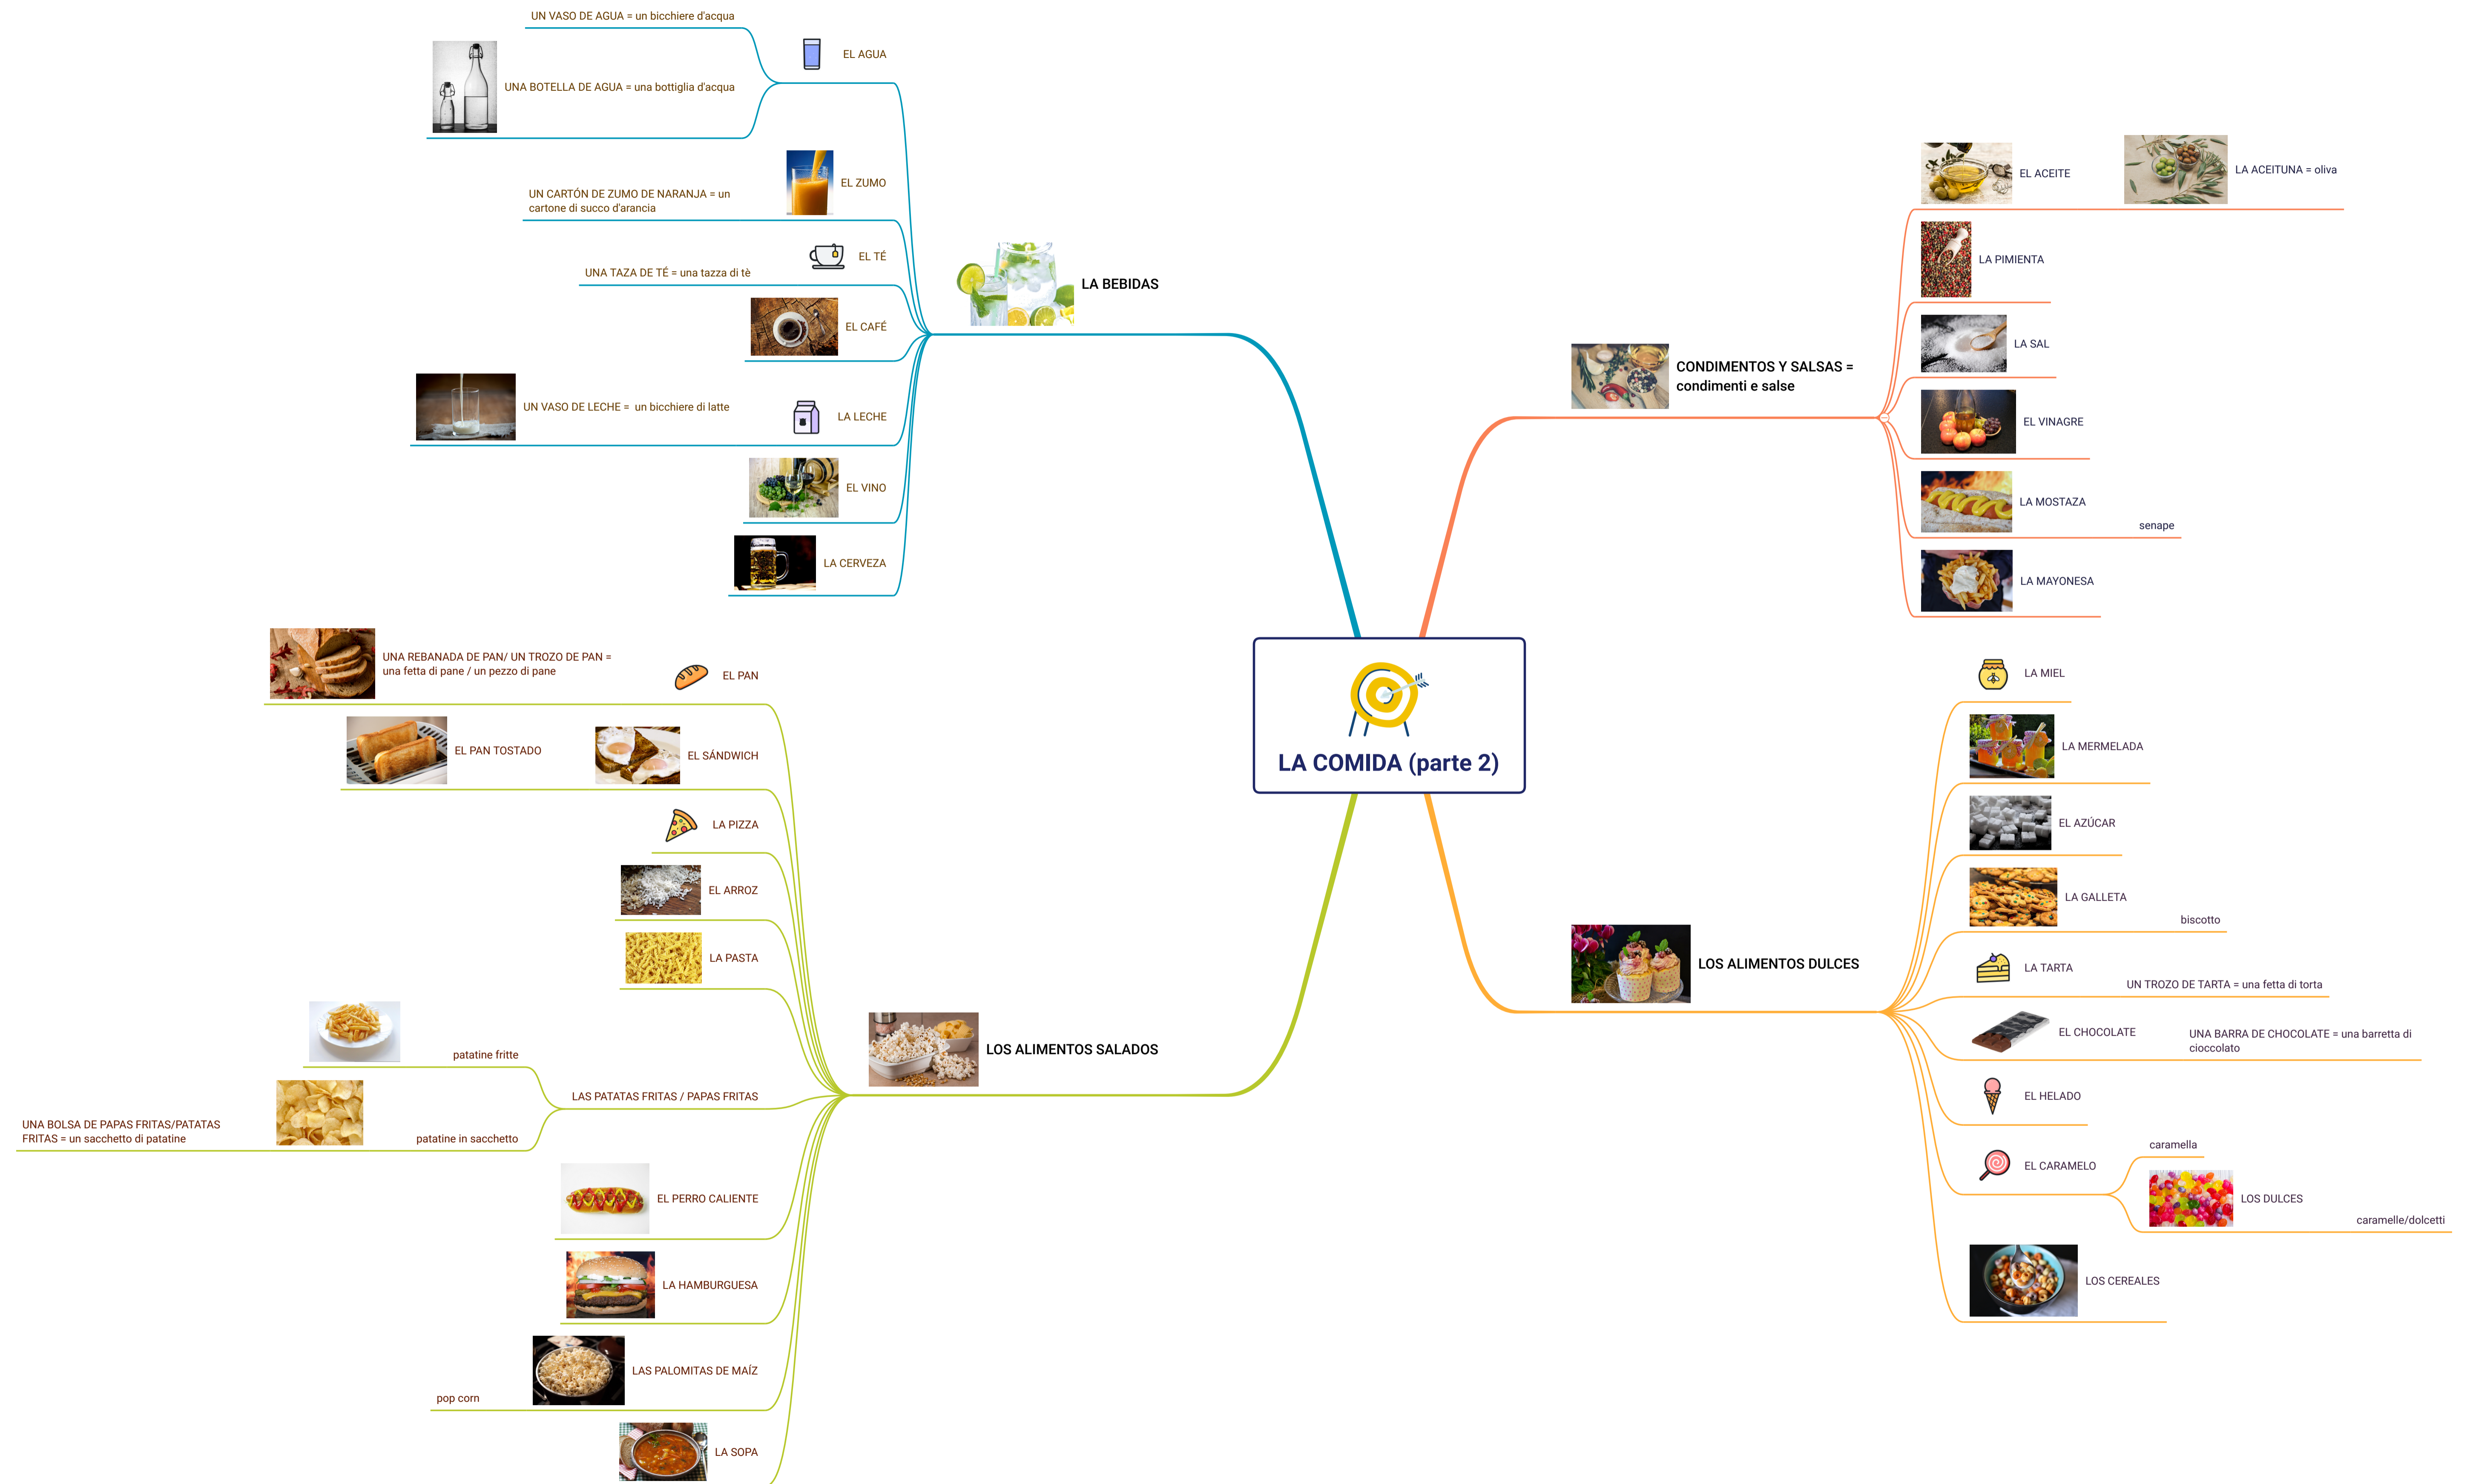 LA COMIDA (parte 2)
LA BEBIDAS
EL AGUA
UN VASO DE AGUA = un bicchiere d'acqua
UNA BOTELLA DE AGUA = una bottiglia d'acqua
EL ZUMO
UN CARTÓN DE ZUMO DE NARANJA = un
cartone di succo d'arancia
EL TÉ
UNA TAZA DE TÉ = una tazza di tè
EL CAFÉ
LA LECHE
UN VASO DE LECHE = un bicchiere di latte
EL VINO
LA CERVEZA
LOS ALIMENTOS SALADOS
EL PAN
UNA REBANADA DE PAN/ UN TROZO DE PAN =
una fetta di pane / un pezzo di pane
EL SÁNDWICH
EL PAN TOSTADO
LA PIZZA
EL ARROZ
LA PASTA
LAS PATATAS FRITAS / PAPAS FRITAS
patatine fritte
patatine in sacchetto
UNA BOLSA DE PAPAS FRITAS/PATATAS
FRITAS = un sacchetto di patatine
EL PERRO CALIENTE
LA HAMBURGUESA
LAS PALOMITAS DE MAÍZ
pop corn
LA SOPA
CONDIMENTOS Y SALSAS =
condimenti e salse
EL ACEITE
LA ACEITUNA = oliva
LA PIMIENTA
LA SAL
EL VINAGRE
LA MOSTAZA
senape
LA MAYONESA
LOS ALIMENTOS DULCES
LA MIEL
LA MERMELADA
EL AZÚCAR
LA GALLETA
biscotto
LA TARTA
UN TROZO DE TARTA = una fetta di torta
EL CHOCOLATE
UNA BARRA DE CHOCOLATE = una barretta di
cioccolato
EL HELADO
EL CARAMELO
caramella
LOS DULCES
caramelle/dolcetti
LOS CEREALES